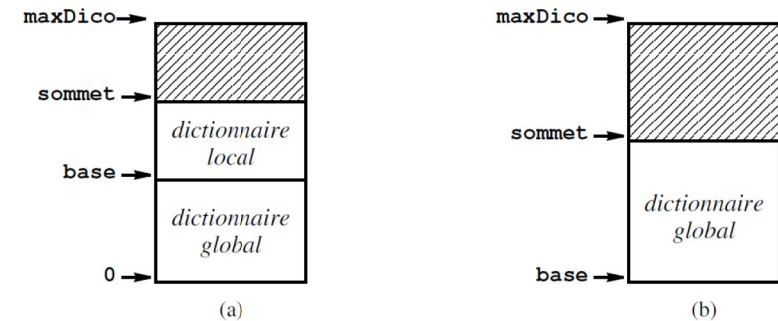 maxDico
sommet
dictionnaire
local
base
dictionnaire
global
0
(a)
maxDico
sommet
dictionnaire
global
base
(b)